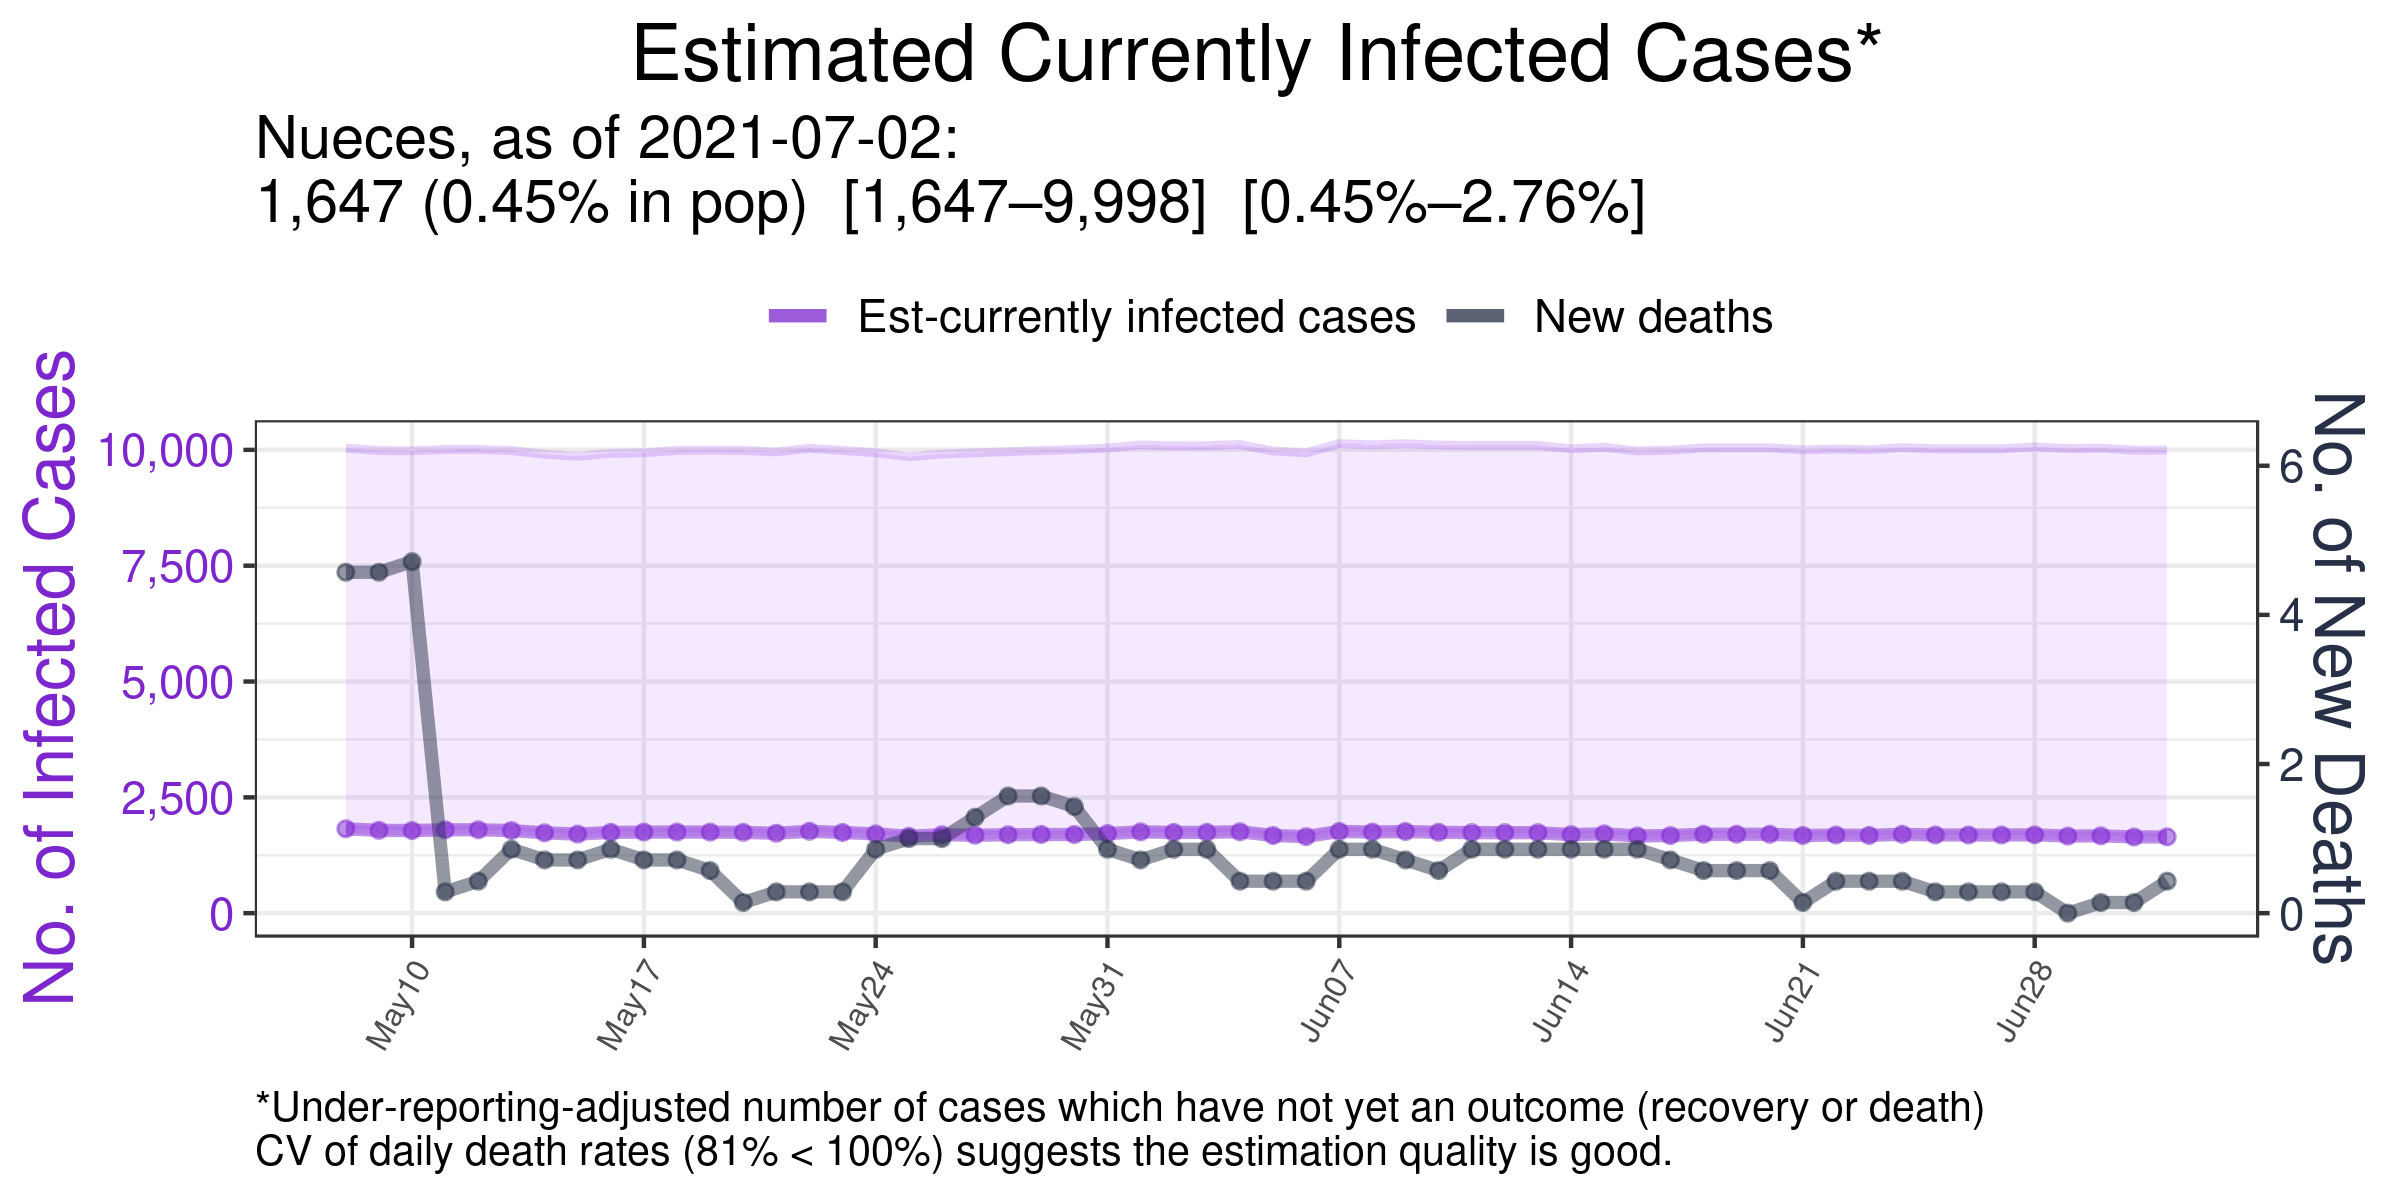 Estimated Currently Infected Cases*
Nueces, as of 2021-07-02:
1,647 (0.45% in pop)  [1,647–9,998]  [0.45%–2.76%]
Est-currently infected cases
New deaths
No. of Infected Cases
10,000
7,500
5,000
2,500
0
No. of New Deaths
6
4
2
0
May10
May17
May24
May31
Jun07
Jun14
Jun21
Jun28
*Under-reporting-adjusted number of cases which have not yet an outcome (recovery or death)
CV of daily death rates (81% < 100%) suggests the estimation quality is good.